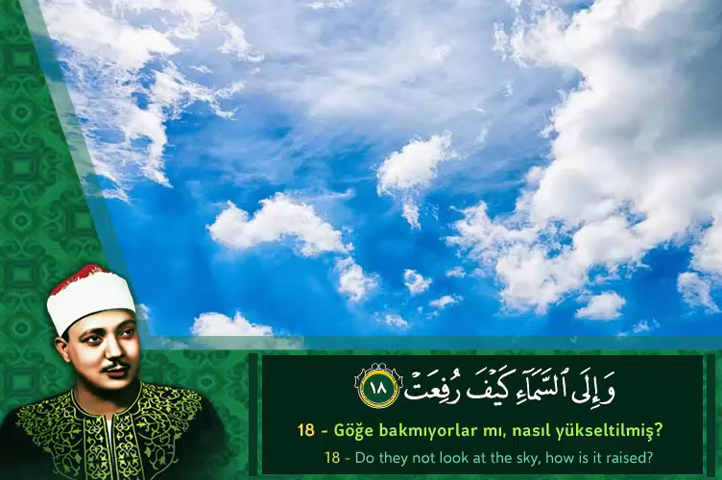 وَإِلَى ٱلسَّمَآءِ كَيۡفَ رُفِعَتۡ ١٨
18 - Göğe bakmıyorlar mı, nasıl yükseltilmiş?
18 - Do they not look at the sky, how is it raised?